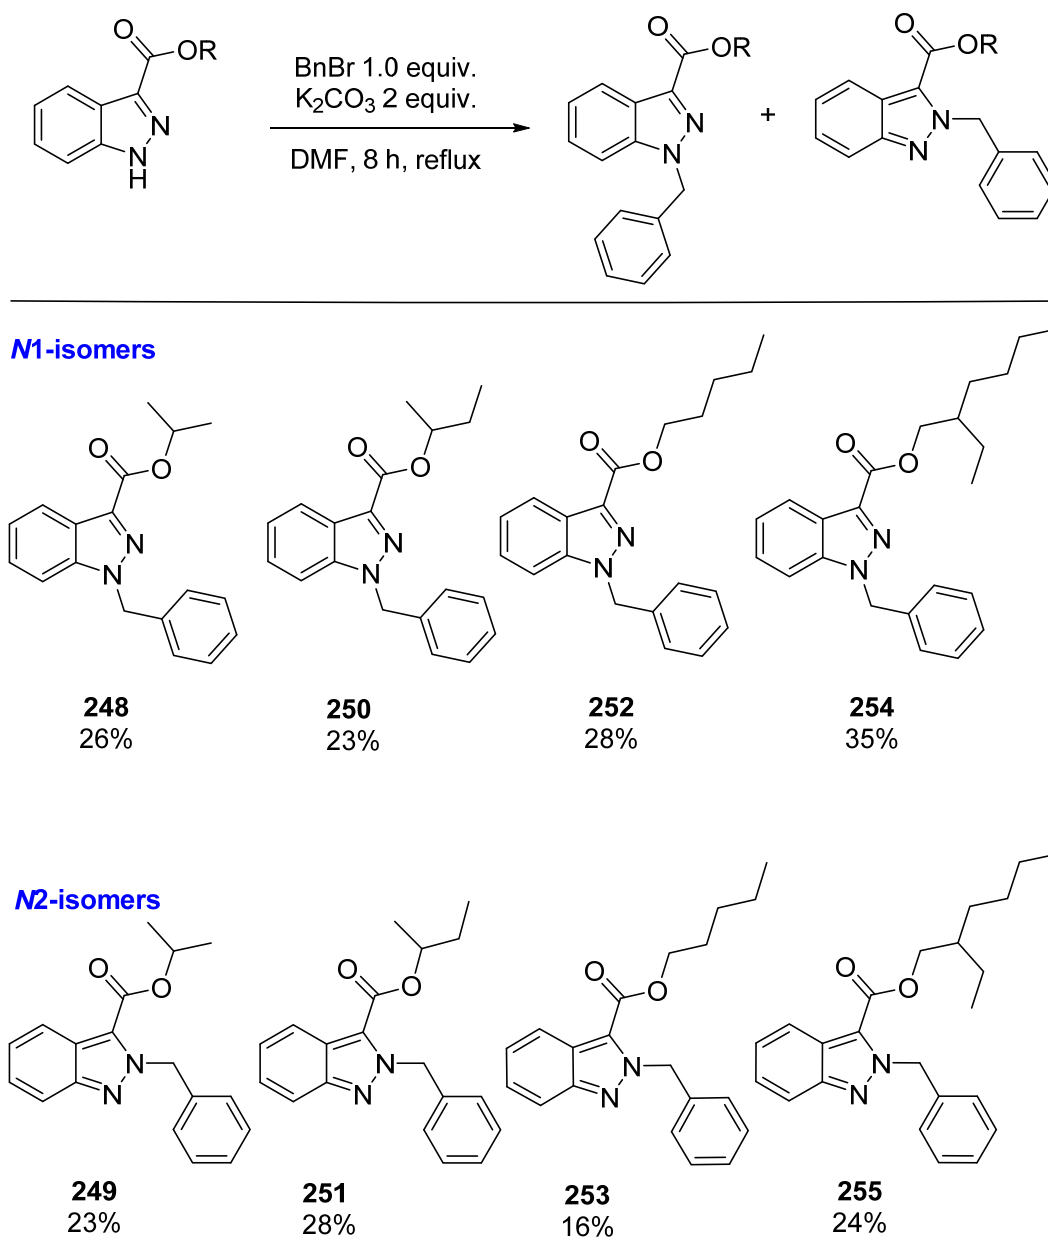 O
OR
N
N
H
BnBr 1.0 equiv.
K₂CO₃ 2 equiv.
DMF, 8 h, reflux
O
OR
N
N
+
O
OR
N
N
N1-isomers
O
O
N
N
O
O
N
N
O
O
N
N
O
O
N
N
248 250 252 254
26% 23% 28% 35%
N2-isomers
O
O
N
N
O
O
N
N
O
O
N
N
O
O
N
N
249 251 253 255
23% 28% 16% 24%